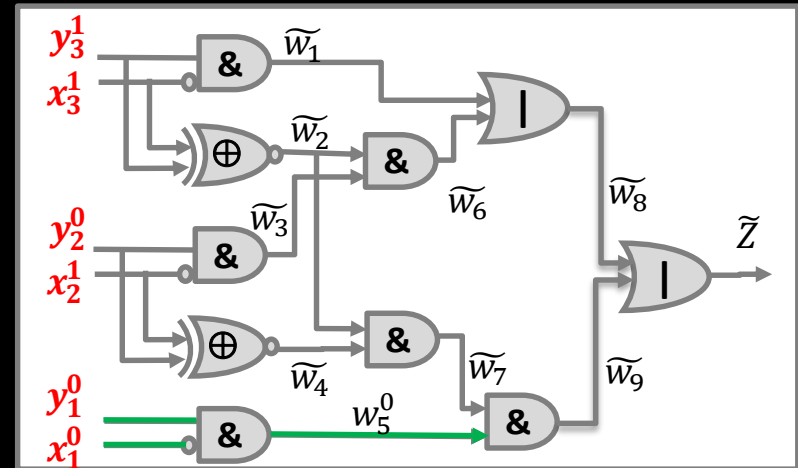 y₃¹
x₃¹
&
w̃₁
|
⊕
w̃₂
&
w̃₆
w̃₈
y₂⁰
x₂¹
&
w̃₃
|
Z̃
⊕
w̃₄
&
w̃₇
w̃₉
y₁⁰
x₁⁰
&
w₅⁰
&